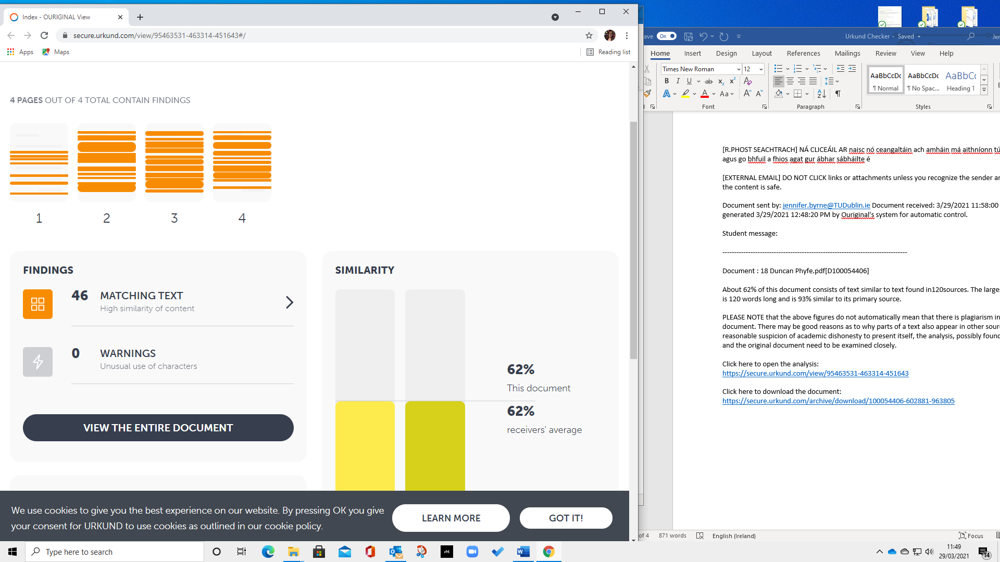 Index - OURIGINAL View
secure.urkund.com/view/95463531-463314-451643#/
Apps
Maps
Reading list
4 PAGES OUT OF 4 TOTAL CONTAIN FINDINGS
1
2
3
4
FINDINGS
46
MATCHING TEXT
High similarity of content
0
WARNINGS
Unusual use of characters
VIEW THE ENTIRE DOCUMENT
SIMILARITY
62%
This document
62%
receivers' average
We use cookies to give you the best experience on our website. By pressing OK you give
your consent for URKUND to use cookies as outlined in our cookie policy.
LEARN MORE
GOT IT!
ave
On
Urkund Checker - Saved
Jer
Home
Insert
Design
Layout
References
Mailings
Review
View
Help
Times New Roman
12
AaBbCcDc
AaBbCcDc
AaBbCc
¶ Normal
¶ No Spac...
Heading 1
Font
Paragraph
Styles
[R.PHOST SEACHTRACH] NÁ CLICEÁIL AR naisc nó ceangaltáin ach amháin má aithníonn tú
agus go bhfuil a fhios agat gur ábhar sábháilte é
[EXTERNAL EMAIL] DO NOT CLICK links or attachments unless you recognize the sender ar
the content is safe.
Document sent by: jennifer.byrne@TUDublin.ie Document received: 3/29/2021 11:58:00
generated 3/29/2021 12:48:20 PM by Ouriginal's system for automatic control.
Student message:
--------------------------------------------------------------------------------
Document : 18 Duncan Phyfe.pdf[D100054406]
About 62% of this document consists of text similar to text found in120sources. The larges
is 120 words long and is 93% similar to its primary source.
PLEASE NOTE that the above figures do not automatically mean that there is plagiarism in
document. There may be good reasons as to why parts of a text also appear in other sour
reasonable suspicion of academic dishonesty to present itself, the analysis, possibly found
and the original document need to be examined closely.
Click here to open the analysis:
https://secure.urkund.com/view/95463531-463314-451643
Click here to download the document:
https://secure.urkund.com/archive/download/100054406-602881-963805
of 4
871 words
English (Ireland)
Focus
Type here to search
rM
11:49
29/03/2021
14